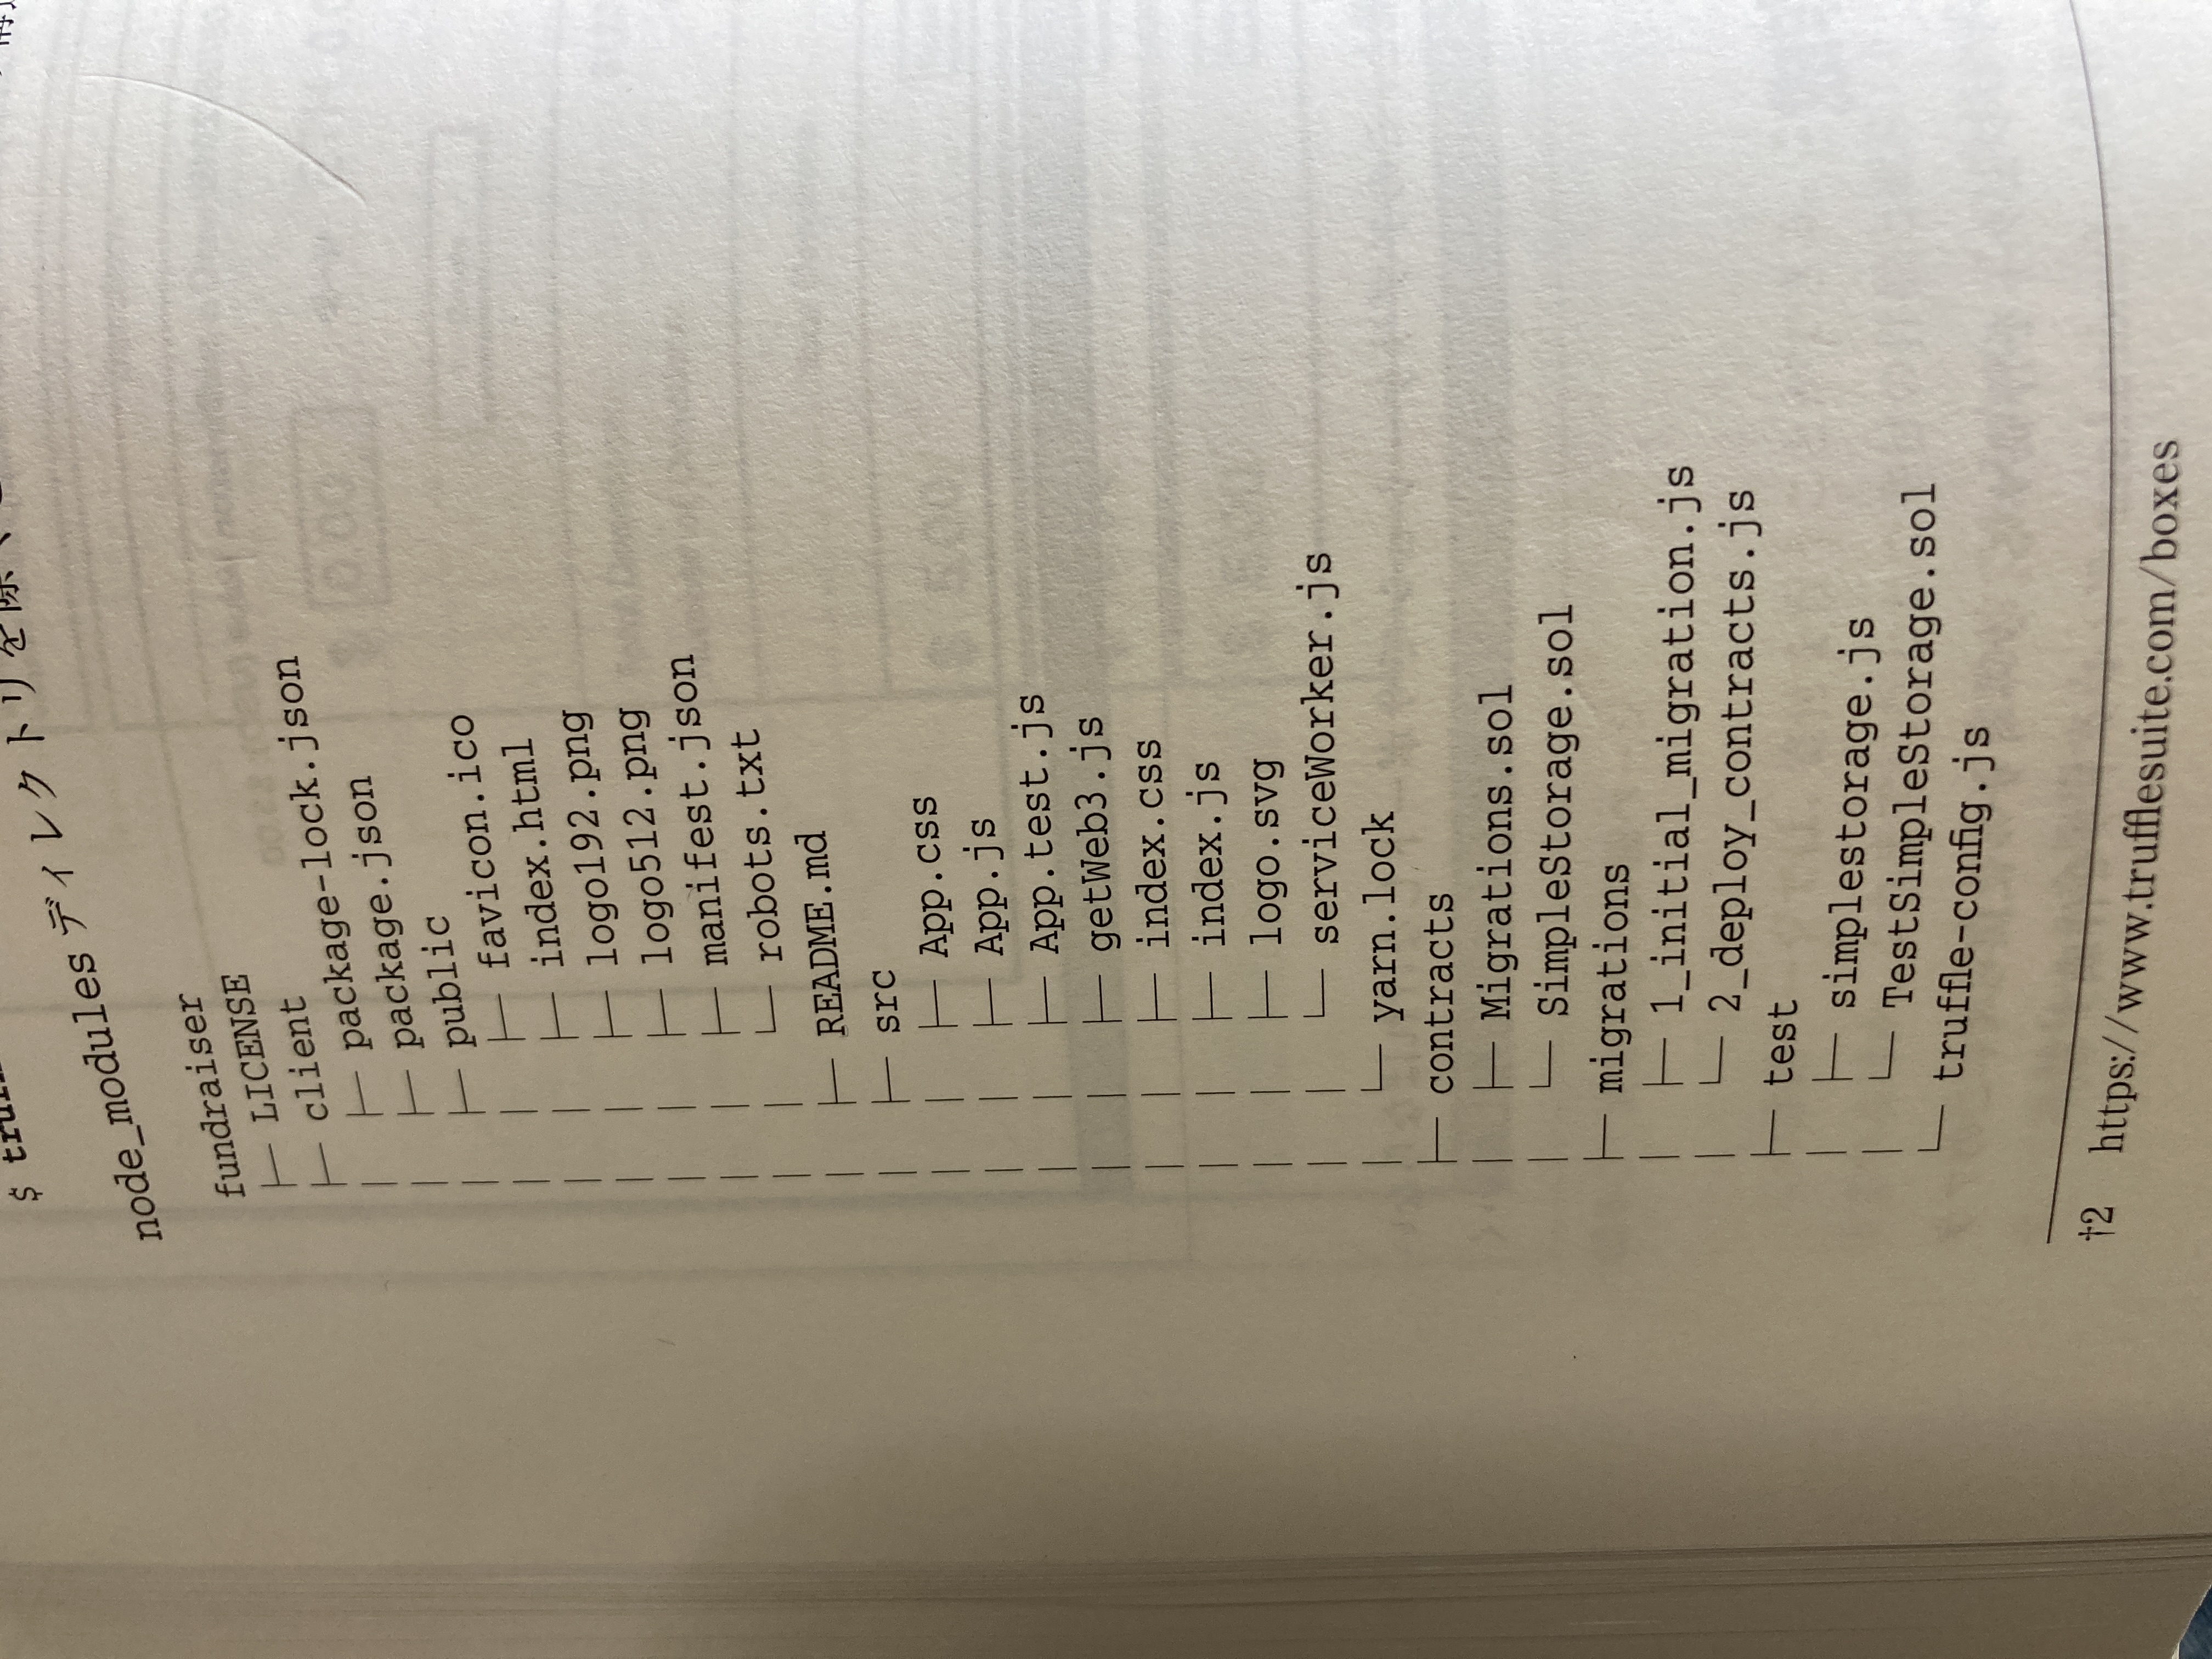 $
node_modules ディレクトリを除く
fundraiser
├── LICENSE
├── client
│   ├── package-lock.json
│   ├── package.json
│   ├── public
│   │   ├── favicon.ico
│   │   ├── index.html
│   │   ├── logo192.png
│   │   ├── logo512.png
│   │   ├── manifest.json
│   │   └── robots.txt
│   ├── README.md
│   ├── src
│   │   ├── App.css
│   │   ├── App.js
│   │   ├── App.test.js
│   │   ├── getWeb3.js
│   │   ├── index.css
│   │   ├── index.js
│   │   ├── logo.svg
│   │   └── serviceWorker.js
│   └── yarn.lock
├── contracts
│   ├── Migrations.sol
│   └── SimpleStorage.sol
├── migrations
│   ├── 1_initial_migration.js
│   └── 2_deploy_contracts.js
├── test
│   ├── simplestorage.js
│   └── TestSimpleStorage.sol
└── truffle-config.js
†2 https://www.trufflesuite.com/boxes